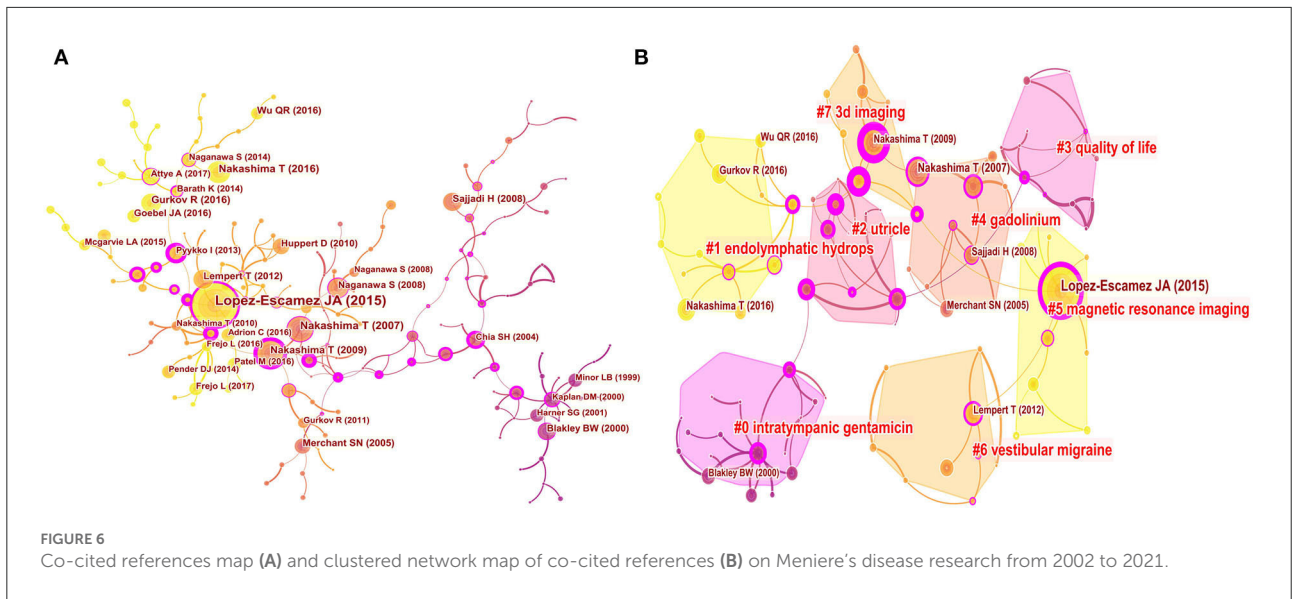 A
Wu QR (2016)
Naganawa S (2014)
Attye A (2017)
Nakashima T (2016)
Barath K (2014)
Gurkov R (2016)
Goebel JA (2016)
Sajjadi H (2008)
Mcgarvie LA (2015)
Pyykko I (2013)
Huppert D (2010)
Lempert T (2012)
Naganawa S (2008)
Naganawa S (2008)
Lopez-Escamez JA (2015)
Nakashima T (2010)
Nakashima T (2007)
Adrion C (2016)
Chia SH (2004)
Frejo L (2016)
Nakashima T (2009)
Patel M (2016)
Pender DJ (2014)
Frejo L (2017)
Minor LB (1999)
Kaplan DM (2000)
Harner SG (2001)
Gurkov R (2011)
Blakley BW (2000)
Merchant SN (2005)
B
#7 3d imaging
Wu QR (2016)
Nakashima T (2009)
#3 quality of life
Gurkov R (2016)
Nakashima T (2007)
#4 gadolinium
#2 utricle
#1 endolymphatic hydrops
Sajjadi H (2008)
Lopez-Escamez JA (2015)
Nakashima T (2016)
Merchant SN (2005)
#5 magnetic resonance imaging
Lempert T (2012)
#0 intratympanic gentamicin
#6 vestibular migraine
Blakley BW (2000)
FIGURE 6
Co-cited references map (A) and clustered network map of co-cited references (B) on Meniere's disease research from 2002 to 2021.